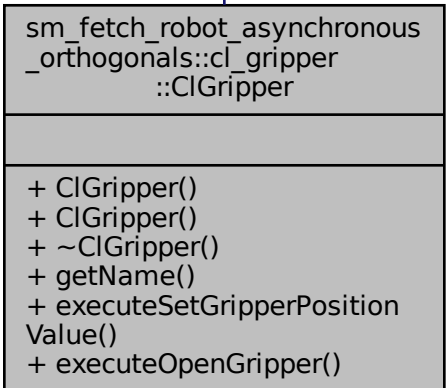 sm_fetch_robot_asynchronous
_orthogonals::cl_gripper
::ClGripper
+ ClGripper()
+ ClGripper()
+ ~ClGripper()
+ getName()
+ executeSetGripperPosition
Value()
+ executeOpenGripper()